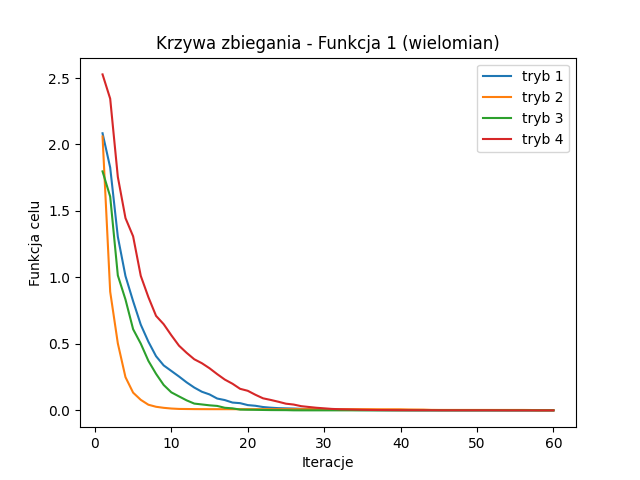 Krzywa zbiegania - Funkcja 1 (wielomian)
tryb 1
tryb 2
tryb 3
tryb 4
Funkcja celu
2.5
2.0
1.5
1.0
0.5
0.0
0 10 20 30 40 50 60
Iteracje